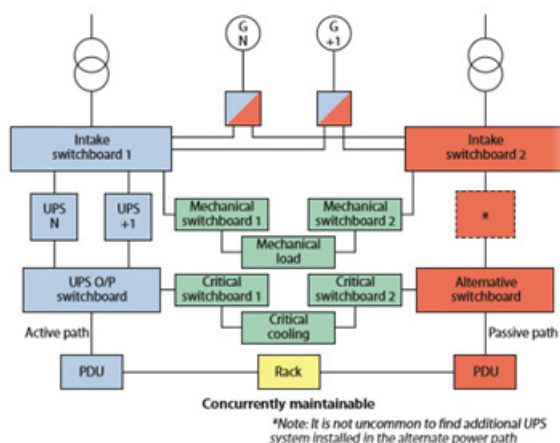 G
N
G
+1
Intake
switchboard 1
Intake
switchboard 2
UPS
N
UPS
+1
Mechanical
switchboard 1
Mechanical
switchboard 2
*
Mechanical
load
UPS O/P
switchboard
Critical
switchboard 1
Critical
switchboard 2
Alternative
switchboard
Critical
cooling
Active path
Passive path
PDU
Rack
PDU
Concurrently maintainable
*Note: It is not uncommon to find additional UPS
system installed in the alternate power path